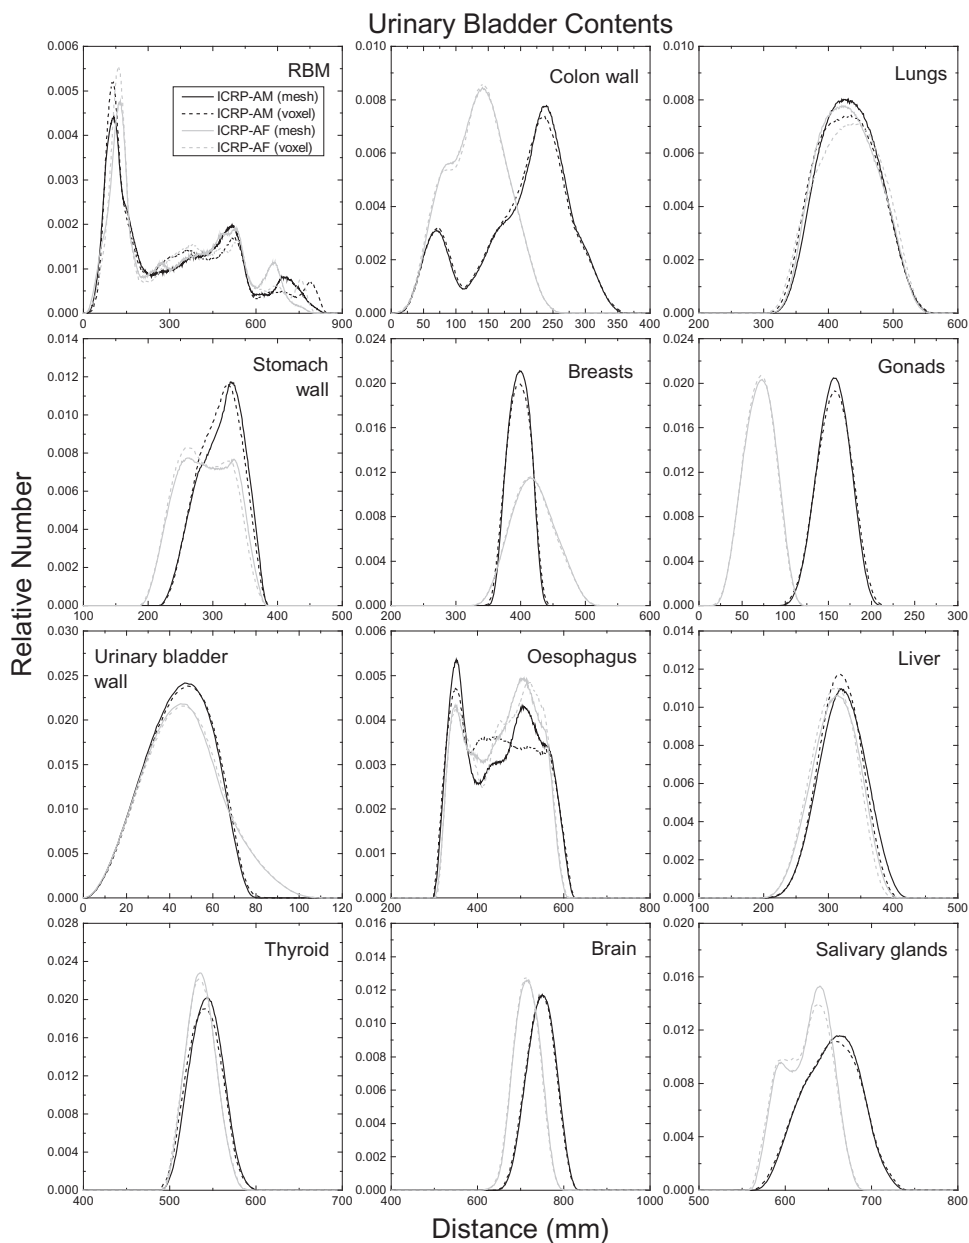 Urinary Bladder Contents
RBM
ICRP-AM (mesh)
ICRP-AM (voxel)
ICRP-AF (mesh)
ICRP-AF (voxel)
0.006
0.005
0.004
0.003
0.002
0.001
0.000
0 300 600 900
Colon wall
0.010
0.008
0.006
0.004
0.002
0.000
0 50 100 150 200 250 300 350 400
Lungs
0.010
0.008
0.006
0.004
0.002
0.000
200 300 400 500 600
Stomach
wall
0.014
0.012
0.010
0.008
0.006
0.004
0.002
0.000
100 200 300 400 500
Breasts
0.024
0.020
0.016
0.012
0.008
0.004
0.000
200 300 400 500 600
Gonads
0.024
0.020
0.016
0.012
0.008
0.004
0.000
0 50 100 150 200 250 300
Relative Number
Urinary bladder
wall
0.030
0.025
0.020
0.015
0.010
0.005
0.000
0 20 40 60 80 100 120
Oesophagus
0.006
0.005
0.004
0.003
0.002
0.001
0.000
200 400 600 800
Liver
0.014
0.012
0.010
0.008
0.006
0.004
0.002
0.000
100 200 300 400 500
Thyroid
0.028
0.024
0.020
0.016
0.012
0.008
0.004
0.000
400 500 600 700
Brain
0.016
0.014
0.012
0.010
0.008
0.006
0.004
0.002
0.000
400 600 800 1000
Salivary glands
0.020
0.016
0.012
0.008
0.004
0.000
500 600 700 800
Distance (mm)